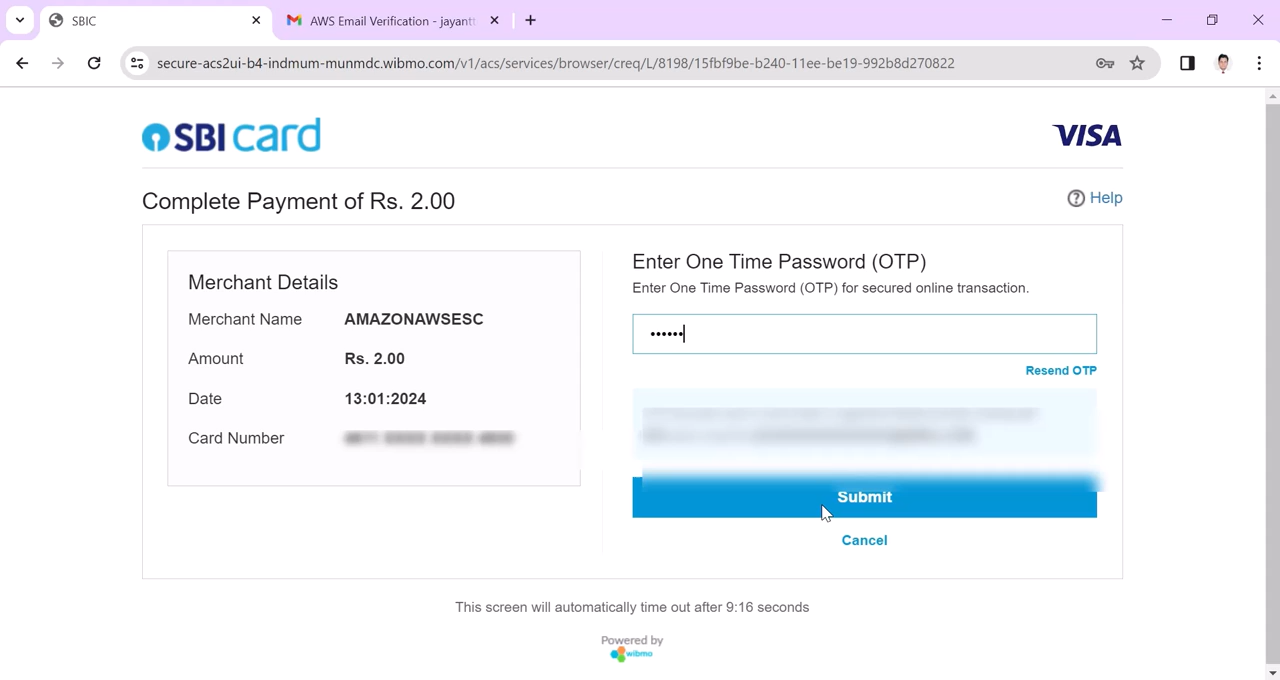 SBIC
AWS Email Verification - jayantt
secure-acs2ui-b4-indmum-munmdc.wibmo.com/v1/acs/services/browser/creq/L/8198/15fbf9be-b240-11ee-be19-992b8d270822
SBI card
VISA
Complete Payment of Rs. 2.00
Help
Merchant Details
Merchant Name AMAZONAWSESC
Amount Rs. 2.00
Date 13:01:2024
Card Number
Enter One Time Password (OTP)
Enter One Time Password (OTP) for secured online transaction.
••••••
Resend OTP
Submit
Cancel
This screen will automatically time out after 9:16 seconds
Powered by
wibmo